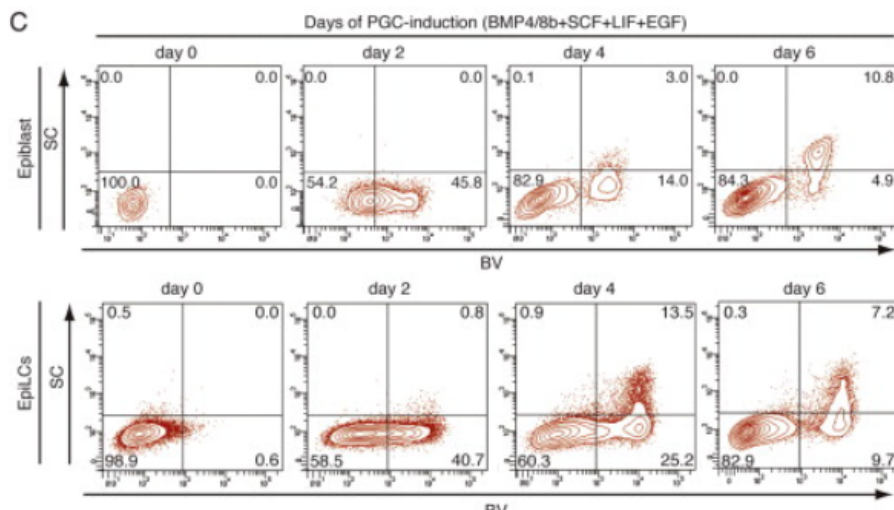 C
Days of PGC-induction (BMP4/8b+SCF+LIF+EGF)
day 0 day 2 day 4 day 6
Epiblast
SC
0.0 0.0 0.0 0.0 0.1 3.0 0.0 10.8
100.0 0.0 54.2 45.8 82.9 14.0 84.3 4.9
BV
day 0 day 2 day 4 day 6
EpiLCs
SC
0.5 0.0 0.0 0.8 0.9 13.5 0.3 7.2
98.9 0.6 58.5 40.7 60.3 25.2 82.9 9.7
BV